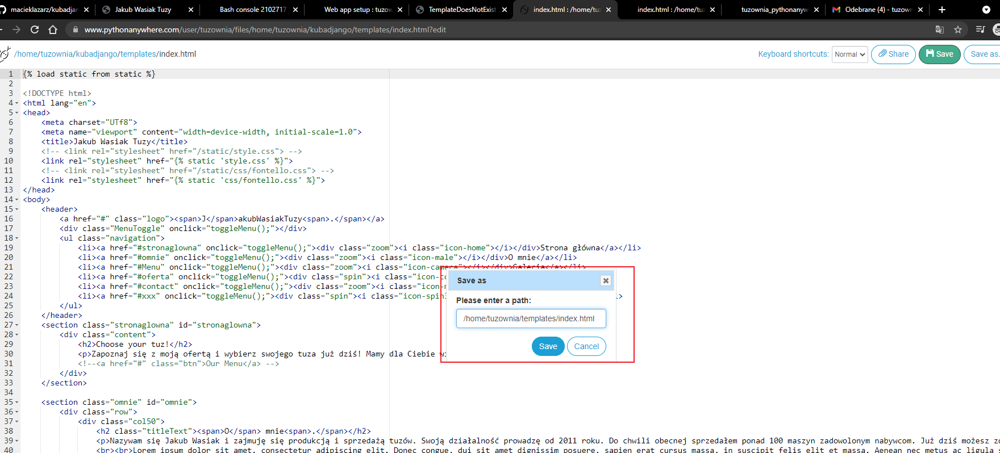 macieklazarz/kubadjan
Jakub Wasiak Tuzy
Bash console 2102717
Web app setup : tuzow
TemplateDoesNotExist
index.html : /home/tuz
index.html : /home/tuz
tuzownia_pythonanyw
Odebrane (4) - tuzown
www.pythonanywhere.com/user/tuzownia/files/home/tuzownia/kubadjango/templates/index.html?edit
/home/tuzownia/kubadjango/templates/index.html
Keyboard shortcuts: Normal Share Save Save as.
1 {% load static from static %}
2
3 <!DOCTYPE html>
4 <html lang="en">
5 <head>
6 <meta charset="UTf8">
7 <meta name="viewport" content="width=device-width, initial-scale=1.0">
8 <title>Jakub Wasiak Tuzy</title>
9 <!-- <link rel="stylesheet" href="/static/style.css"> -->
10 <link rel="stylesheet" href="{% static 'style.css' %}">
11 <!-- <link rel="stylesheet" href="/static/css/fontello.css"> -->
12 <link rel="stylesheet" href="{% static 'css/fontello.css' %}">
13 </head>
14 <body>
15 <header>
16 <a href="#" class="logo"><span>J</span>akubWasiakTuzy<span>.</span></a>
17 <div class="MenuToggle" onclick="toggleMenu();"></div>
18 <ul class="navigation">
19 <li><a href="#stronaglowna" onclick="toggleMenu();"><div class="zoom"><i class="icon-home"></i></div>Strona główna</a></li>
20 <li><a href="#omnie" onclick="toggleMenu();"><div class="zoom"><i class="icon-male"></i></div>O mnie</a></li>
21 <li><a href="#Menu" onclick="toggleMenu();"><div class="zoom"><i class="icon-camera"></i></div>Galeria</a></li>
22 <li><a href="#oferta" onclick="toggleMenu();"><div class="spin"><i class="icon-c
23 <li><a href="#contact" onclick="toggleMenu();"><div class="zoom"><i class="icon-
24 <li><a href="#xxx" onclick="toggleMenu();"><div class="spin"><i class="icon-spin
25 </ul>
26 </header>
27 <section class="stronaglowna" id="stronaglowna">
28 <div class="content">
29 <h2>Choose your tuz!</h2>
30 <p>Zapoznaj się z moją ofertą i wybierz swojego tuza już dziś! Mamy dla Ciebie wi
31 <!--<a href="#" class="btn">Our Menu</a> -->
32 </div>
33 </section>
34
35 <section class="omnie" id="omnie">
36 <div class="row">
37 <div class="col50">
38 <h2 class="titleText"><span>O</span> mnie<span>.</span></h2>
39 <p>Nazywam się Jakub Wasiak i zajmuję się produkcją i sprzedażą tuzów. Swoją działalność prowadzę od 2011 roku. Do chwili obecnej sprzedałem ponad 100 maszyn zadowolonym nabywcom. Już dziś możesz zo
40 <br><br>Lorem ipsum dolor sit amet, consectetur adipiscing elit. Donec congue, dui sit amet dignissim posuere, sapien erat cursus massa, in suscipit felis elit et massa. Aenean nec metus ac ligula
Save as
Please enter a path:
/home/tuzownia/templates/index.html
Save Cancel